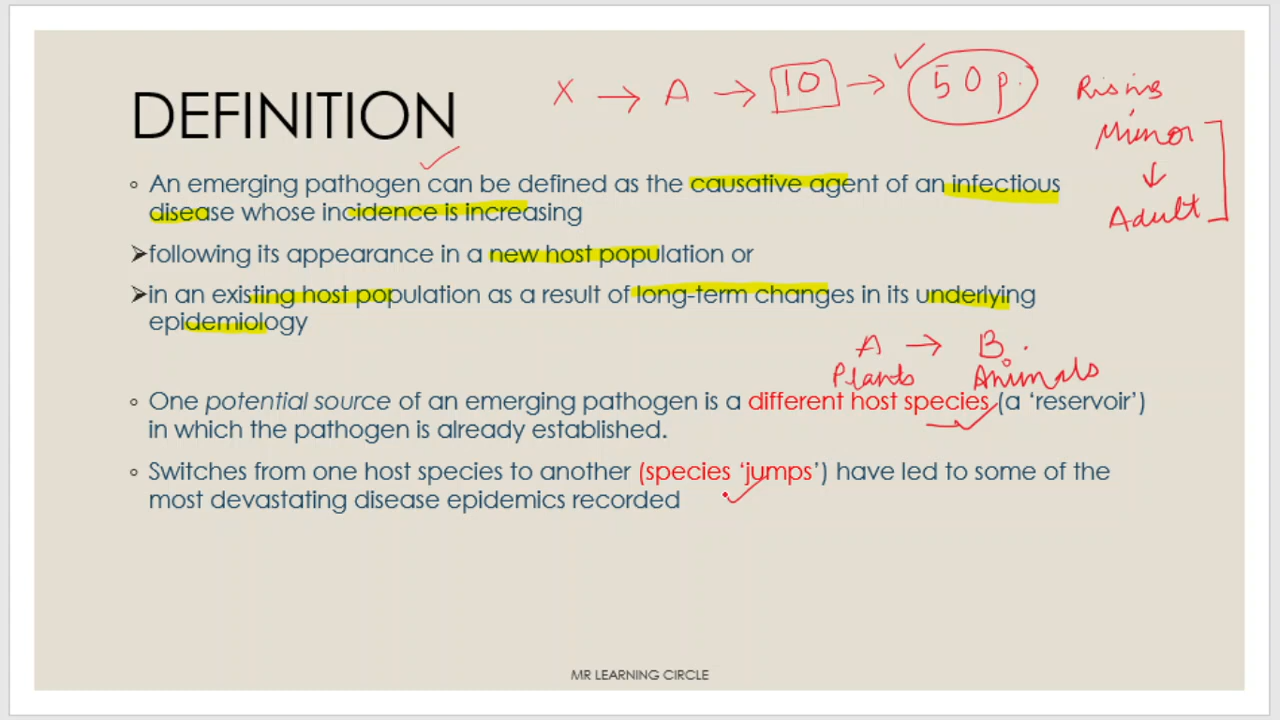 X → A → 10 → 50 p. Rising
DEFINITION
Minor
↓
Adult
◦ An emerging pathogen can be defined as the causative agent of an infectious
disease whose incidence is increasing
➢following its appearance in a new host population or
➢in an existing host population as a result of long-term changes in its underlying
epidemiology
A → B.
Plants Animals
◦ One potential source of an emerging pathogen is a different host species (a ‘reservoir’)
in which the pathogen is already established.
◦ Switches from one host species to another (species ‘jumps’) have led to some of the
most devastating disease epidemics recorded
MR LEARNING CIRCLE